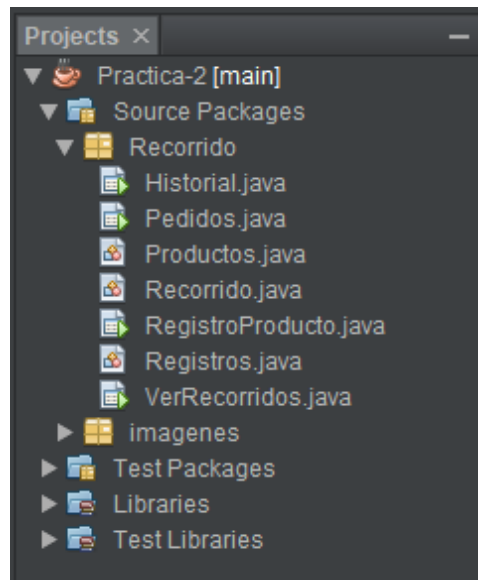 Projects ×
Practica-2 [main]
Source Packages
Recorrido
Historial.java
Pedidos.java
Productos.java
Recorrido.java
RegistroProducto.java
Registros.java
VerRecorridos.java
imagenes
Test Packages
Libraries
Test Libraries